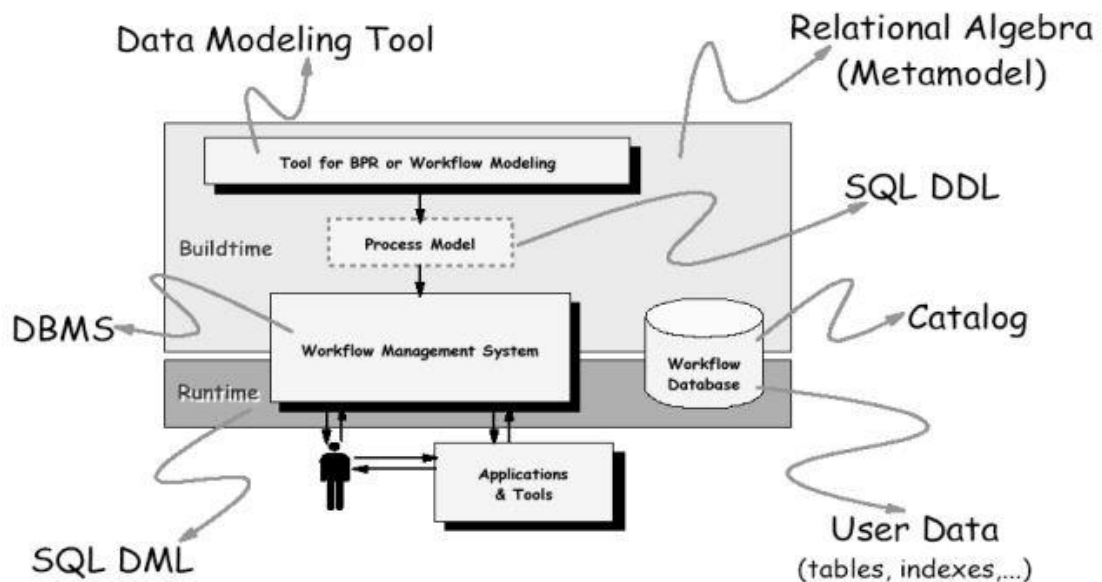 Data Modeling Tool
Relational Algebra
(Metamodel)
Tool for BPR or Workflow Modeling
SQL DDL
Process Model
Buildtime
DBMS
Catalog
Workflow Management System
Workflow
Database
Runtime
Applications
& Tools
User Data
(tables, indexes,...)
SQL DML